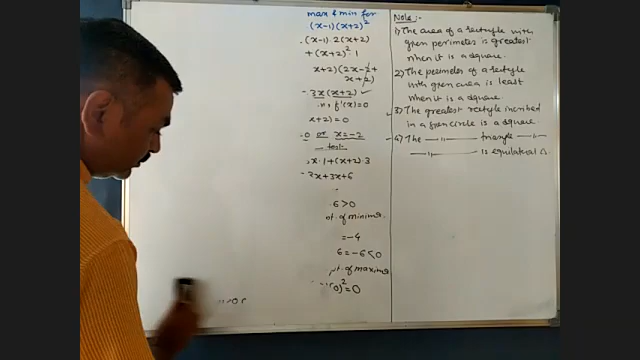 max & min for
(x-1)(x+2)²
(x-1)·2(x+2)
+(x+2)²·1
x+2)(2x-2+
x+2)
3x(x+2)
f'(x)=0
x+2)=0
0 or x=-2
test
x·1+(x+2)·3
3x+3x+6
6>0
pt. of minima
=-4
6=-6<0
pt. of maxima
0)²=0
Note:-
1) The area of a rectangle with
given perimeter is greatest
when it is a square.
2) The perimeter of a rectangle
with given area is least
when it is a square
3) The greatest rectangle inscribed
in a given circle is a square.
4) The —"— triangle —"—
—"— is equilateral Δ.